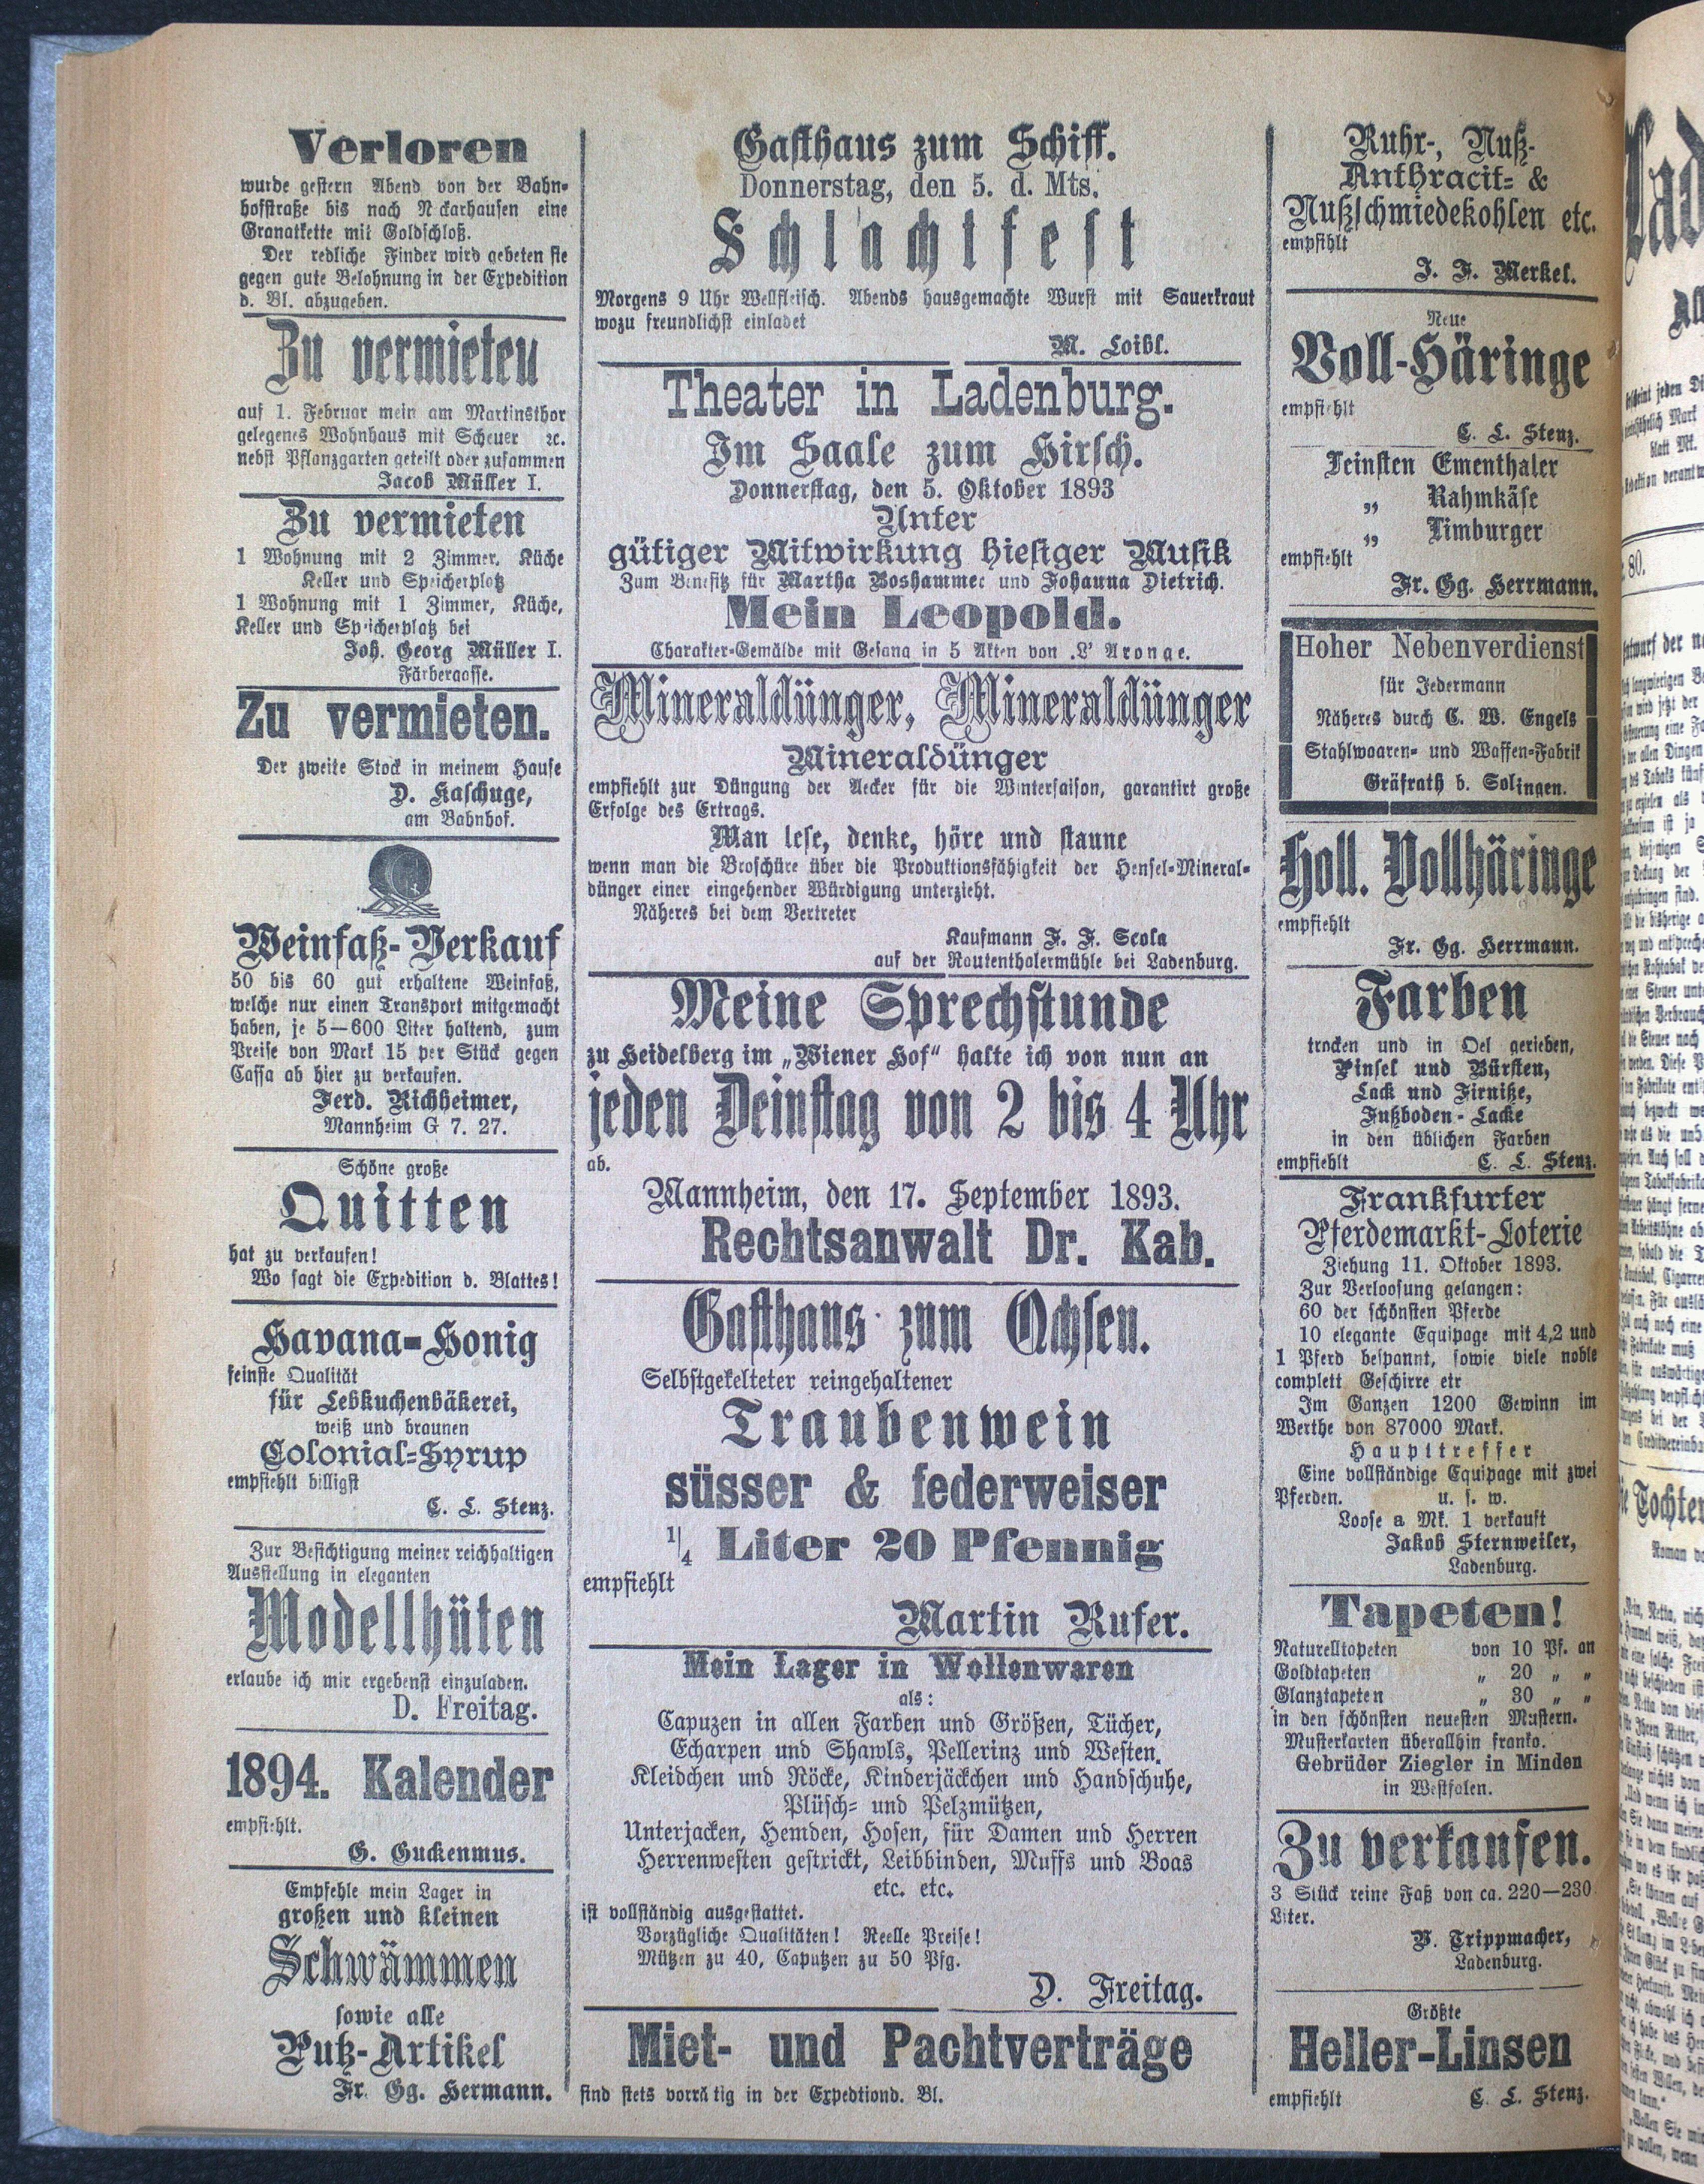 Verloren
wurde gestern Abend von der Bahn-
hofstraße bis nach N ckarhausen eine
Granatkette mit Goldschloß.
Der redliche Finder wird gebeten sie
gegen gute Belohnung in der Expedition
d. Bl. abzugeben.
Zu vermieten
auf 1. Februar mein am Martinsthor
gelegenes Wohnhaus mit Scheuer ꝛc.
nebst Pflanzgarten geteilt oder zusammen
Jacob Müller I.
Zu vermieten
1 Wohnung mit 2 Zimmer, Küche
Keller und Speicherplotz
1 Wohnung mit 1 Zimmer, Küche,
Keller und Speicherplatz bei
Joh. Georg Müller I.
Färbergasse.
Zu vermieten.
Der zweite Stock in meinem Hause
D. Kaschuge,
am Bahnhof.
Weinfaß-Verkauf
50 bis 60 gut erhaltene Weinfaß,
welche nur einen Transport mitgemacht
haben, je 5—600 Liter haltend, zum
Preise von Mark 15 per Stück gegen
Cassa ab hier zu verkaufen.
Ferd. Richheimer,
Mannheim G 7. 27.
Schöne große
Quitten
hat zu verkaufen!
Wo sagt die Expedition d. Blattes!
Havana-Honig
feinste Qualität
für Lebkuchenbäkerei,
weiß und braunen
Colonial-Syrup
empfiehlt billigst
C. L. Stenz.
Zur Besichtigung meiner reichhaltigen
Ausstellung in eleganten
Modellhüten
erlaube ich mir ergebenst einzuladen.
D. Freitag.
1894. Kalender
empfiehlt.
G. Guckenmus.
Empfehle mein Lager in
großen und kleinen
Schwämmen
sowie alle
Putz-Artikel
Fr. Gg. Hermann.
Gasthaus zum Schiff.
Donnerstag, den 5. d. Mts.
Schlachtfest
Morgens 9 Uhr Wellfleisch. Abends hausgemachte Wurst mit Sauerkraut
wozu freundlichst einladet
M. Loibl.
Theater in Ladenburg.
Im Saale zum Hirsch.
Donnerstag, den 5. Oktober 1893
Unter
gütiger Mitwirkung hiesiger Musik
Zum Benefiz für Martha Boshammer und Johanna Dietrich.
Mein Leopold.
Charakter-Gemälde mit Gesang in 5 Akten von L' Aronge.
Mineraldünger, Mineraldünger
Mineraldünger
empfiehlt zur Düngung der Aecker für die Wintersaison, garantirt große
Erfolge des Ertrags.
Man lese, denke, höre und staune
wenn man die Broschüre über die Produktionsfähigkeit der Hensel-Mineral-
dünger einer eingehender Würdigung unterzieht.
Näheres bei dem Vertreter
Kaufmann F. F. Scola
auf der Rautenthalermühle bei Ladenburg.
Meine Sprechstunde
zu Heidelberg im „Wiener Hof“ halte ich von nun an
jeden Deinstag von 2 bis 4 Uhr
ab.
Mannheim, den 17. September 1893.
Rechtsanwalt Dr. Kab.
Gasthaus zum Ochsen.
Selbstgekelteter reingehaltener
Traubenwein
süsser & federweiser
1/4 Liter 20 Pfennig
empfiehlt
Martin Rufer.
Mein Lager in Wollenwaren
als:
Capuzen in allen Farben und Größen, Tücher,
Echarpen und Shawls, Pellerinz und Westen.
Kleidchen und Röcke, Kinderjäckchen und Handschuhe,
Plüsch- und Pelzmützen,
Unterjacken, Hemden, Hosen, für Damen und Herren
Herrenwesten gestrickt, Leibbinden, Muffs und Boas
etc. etc.
ist vollständig ausgestattet.
Vorzügliche Qualitäten! Reelle Preise!
Mützen zu 40, Caputzen zu 50 Pfg.
D. Freitag.
Miet- und Pachtverträge
sind stets vorrätig in der Expedtiond. Bl.
Ruhr-, Nuß-
Anthracit- &
Nußschmiedekohlen etc.
empfihlt
J. F. Merkel.
Neue
Voll-Häringe
empfiehlt
C. L. Stenz.
Feinsten Ementhaler
„ Rahmkäse
„ Limburger
empfiehlt
Fr. Gg. Herrmann.
Hoher Nebenverdienst
für Jedermann
Näheres durch C. W. Engels
Stahlwaaren- und Waffen-Fabrik
Gräfrath b. Solingen.
Holl. Vollhäringe
empfiehlt
Fr. Gg. Herrmann.
Farben
trocken und in Oel gerieben,
Pinsel und Bürsten,
Lack und Firniße,
Fußboden-Lacke
in den üblichen Farben
empfiehlt C. L. Stenz.
Frankfurter
Pferdemarkt-Loterie
Ziehung 11. Oktober 1893.
Zur Verloosung gelangen:
60 der schönsten Pferde
10 elegante Equipage mit 4,2 und
1 Pferd bespannt, sowie viele noble
complett Geschirre etr
Im Ganzen 1200 Gewinn im
Werthe von 87000 Mark.
Haupttreffer
Eine vollständige Equipage mit zwei
Pferden. u. s. w.
Loose a Mk. 1 verkauft
Jakob Sternweiler,
Ladenburg.
Tapeten!
Naturelltapeten von 10 Pf. an
Goldtapeten „ 20 „ „
Glanztapeten „ 30 „ „
in den schönsten neuesten Mustern.
Musterkarten überallhin franko.
Gebrüder Ziegler in Minden
in Westfalen.
Zu verkaufen.
3 Stück reine Faß von ca. 220—230
Liter.
P. Trippmacher,
Ladenburg.
Größte
Heller-Linsen
empfiehlt C. L. Stenz.